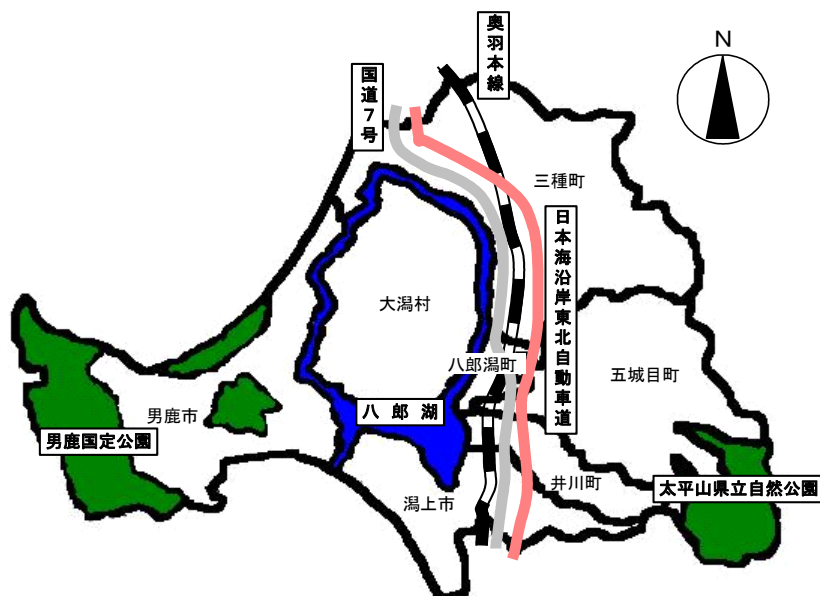 奥羽本線
国道7号
N
三種町
日本海沿岸東北自動車道
大潟村
八郎潟町
五城目町
八郎湖
男鹿市
男鹿国定公園
井川町
太平山県立自然公園
潟上市